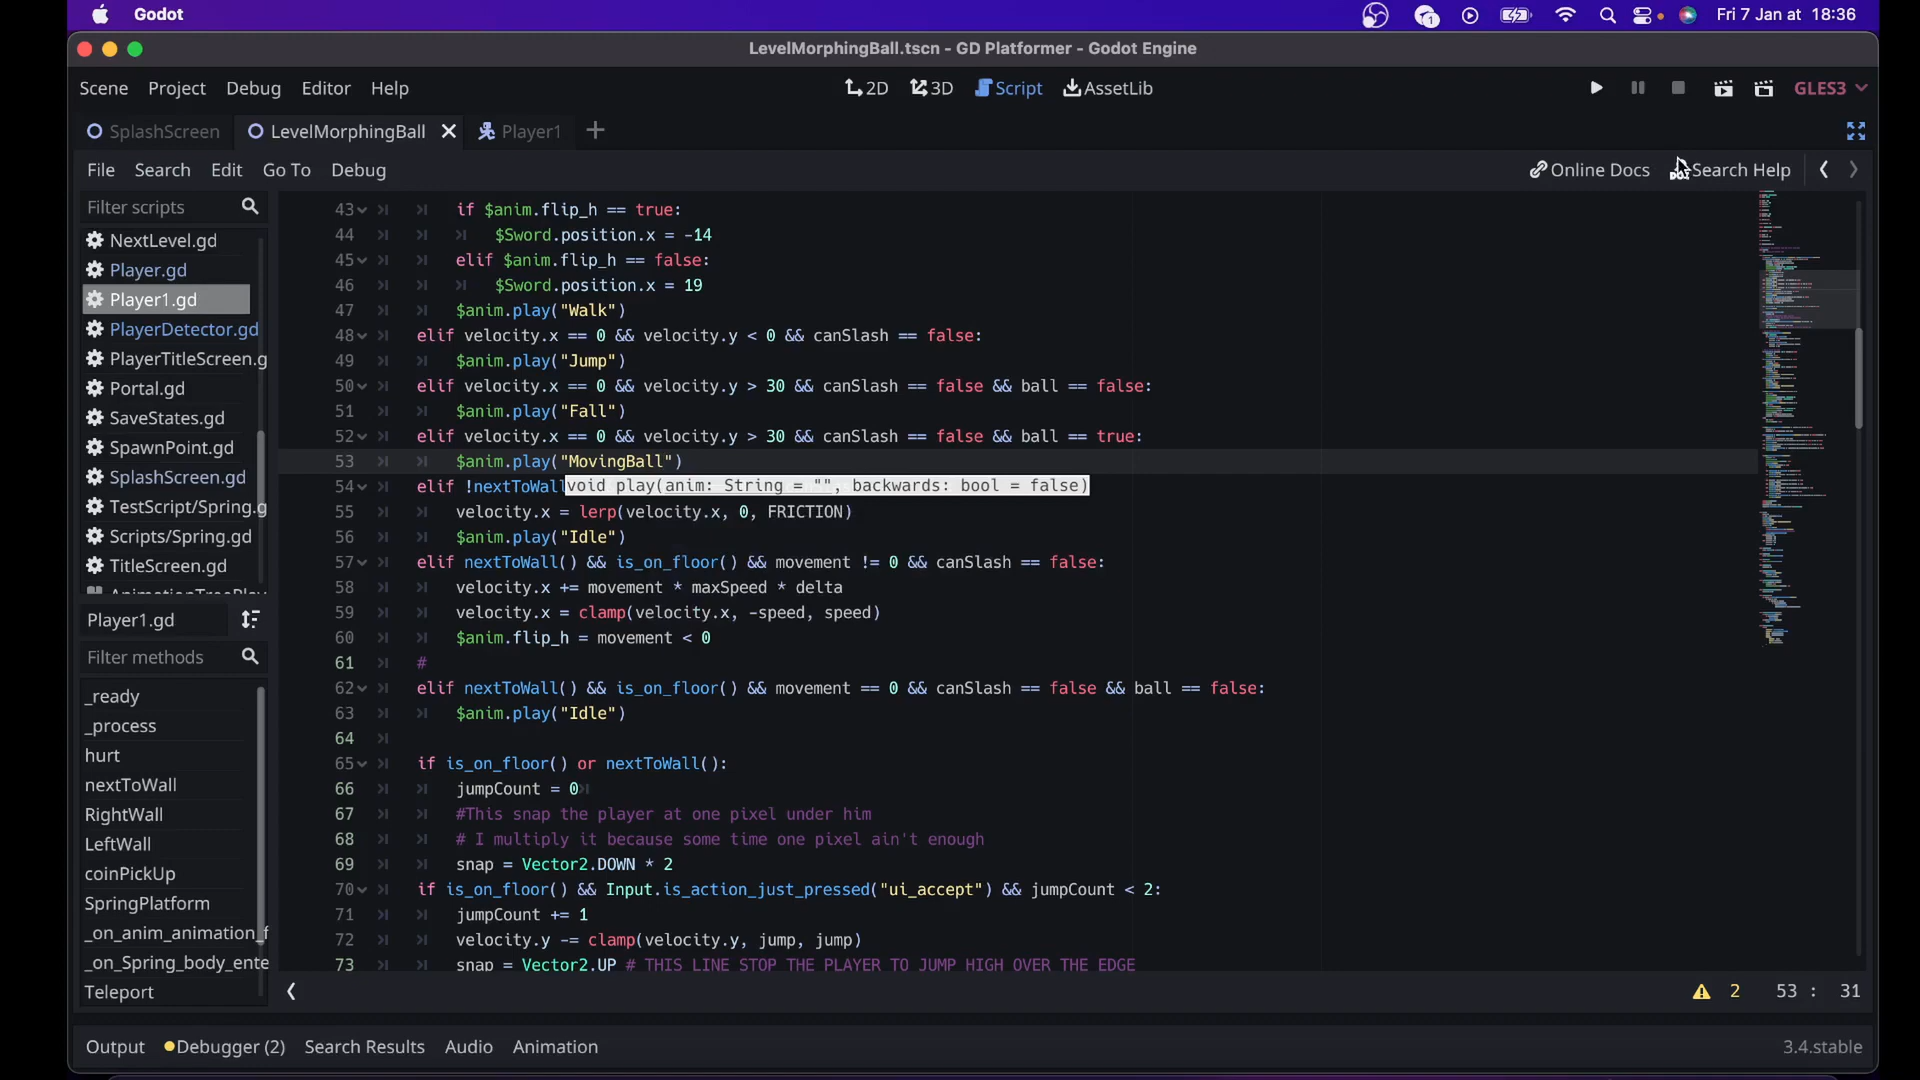 Godot
1
Fri 7 Jan at 18:36
LevelMorphingBall.tscn - GD Platformer - Godot Engine
Scene Project Debug Editor Help
2D 3D Script AssetLib
GLES3
SplashScreen LevelMorphingBall Player1
File Search Edit Go To Debug
Online Docs Search Help
Filter scripts
NextLevel.gd
Player.gd
Player1.gd
PlayerDetector.gd
PlayerTitleScreen.g
Portal.gd
SaveStates.gd
SpawnPoint.gd
SplashScreen.gd
TestScript/Spring.g
Scripts/Spring.gd
TitleScreen.gd
Player1.gd
Filter methods
_ready
_process
hurt
nextToWall
RightWall
LeftWall
coinPickUp
SpringPlatform
_on_anim_animation_f
_on_Spring_body_ente
Teleport
43 if $anim.flip_h == true:
44 $Sword.position.x = -14
45 elif $anim.flip_h == false:
46 $Sword.position.x = 19
47 $anim.play("Walk")
48 elif velocity.x == 0 && velocity.y < 0 && canSlash == false:
49 $anim.play("Jump")
50 elif velocity.x == 0 && velocity.y > 30 && canSlash == false && ball == false:
51 $anim.play("Fall")
52 elif velocity.x == 0 && velocity.y > 30 && canSlash == false && ball == true:
53 $anim.play("MovingBall")
54 elif !nextToWall
void play(anim: String = "", backwards: bool = false)
55 velocity.x = lerp(velocity.x, 0, FRICTION)
56 $anim.play("Idle")
57 elif nextToWall() && is_on_floor() && movement != 0 && canSlash == false:
58 velocity.x += movement * maxSpeed * delta
59 velocity.x = clamp(velocity.x, -speed, speed)
60 $anim.flip_h = movement < 0
61 #
62 elif nextToWall() && is_on_floor() && movement == 0 && canSlash == false && ball == false:
63 $anim.play("Idle")
64
65 if is_on_floor() or nextToWall():
66 jumpCount = 0
67 #This snap the player at one pixel under him
68 # I multiply it because some time one pixel ain't enough
69 snap = Vector2.DOWN * 2
70 if is_on_floor() && Input.is_action_just_pressed("ui_accept") && jumpCount < 2:
71 jumpCount += 1
72 velocity.y -= clamp(velocity.y, jump, jump)
73 snap = Vector2.UP # THIS LINE STOP THE PLAYER TO JUMP HIGH OVER THE EDGE
2 53 : 31
Output Debugger (2) Search Results Audio Animation
3.4.stable